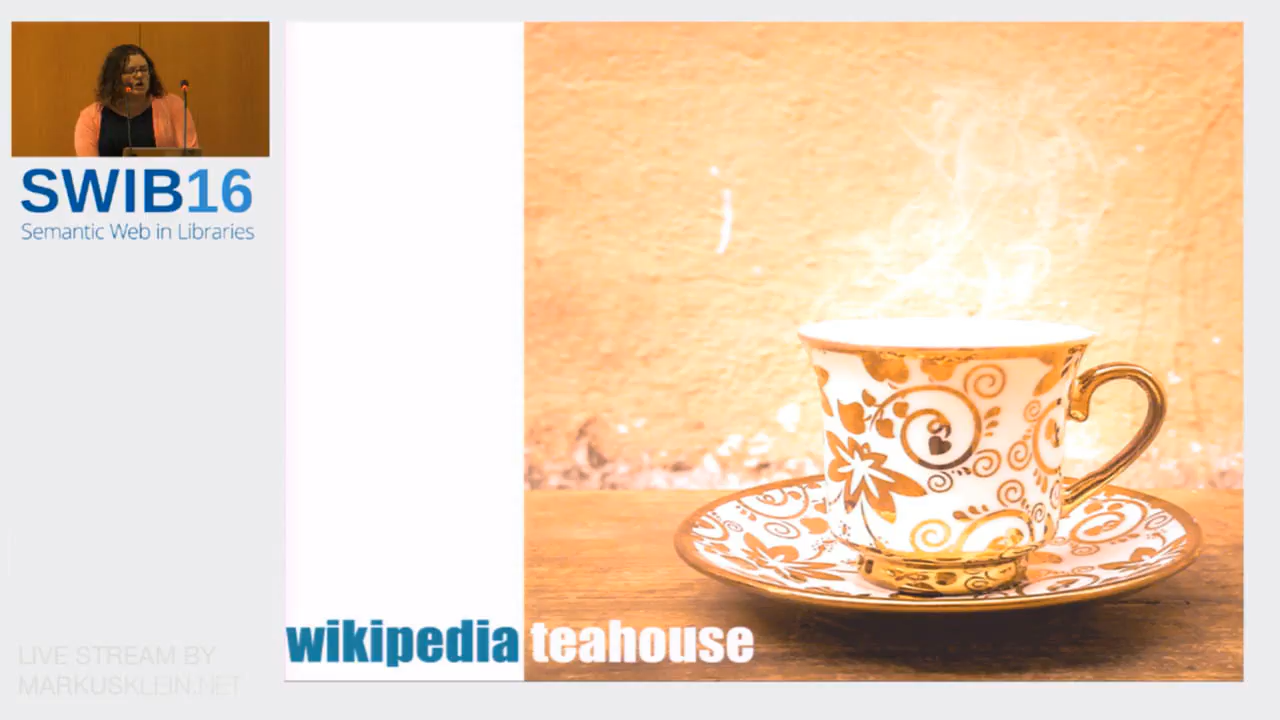 SWIB16
Semantic Web in Libraries
wikipedia teahouse
LIVE STREAM BY
MARKUSKLEIN.NET